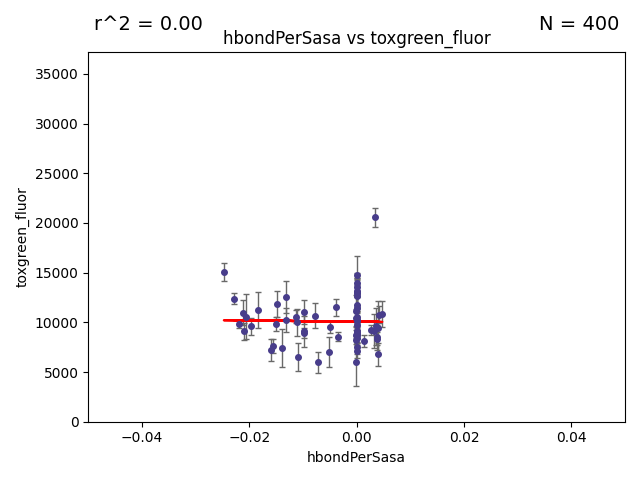 r^2 = 0.00
N = 400
hbondPerSasa vs toxgreen_fluor
35000
30000
25000
20000
15000
10000
5000
0
toxgreen_fluor
−0.04
−0.02
0.00
0.02
0.04
hbondPerSasa